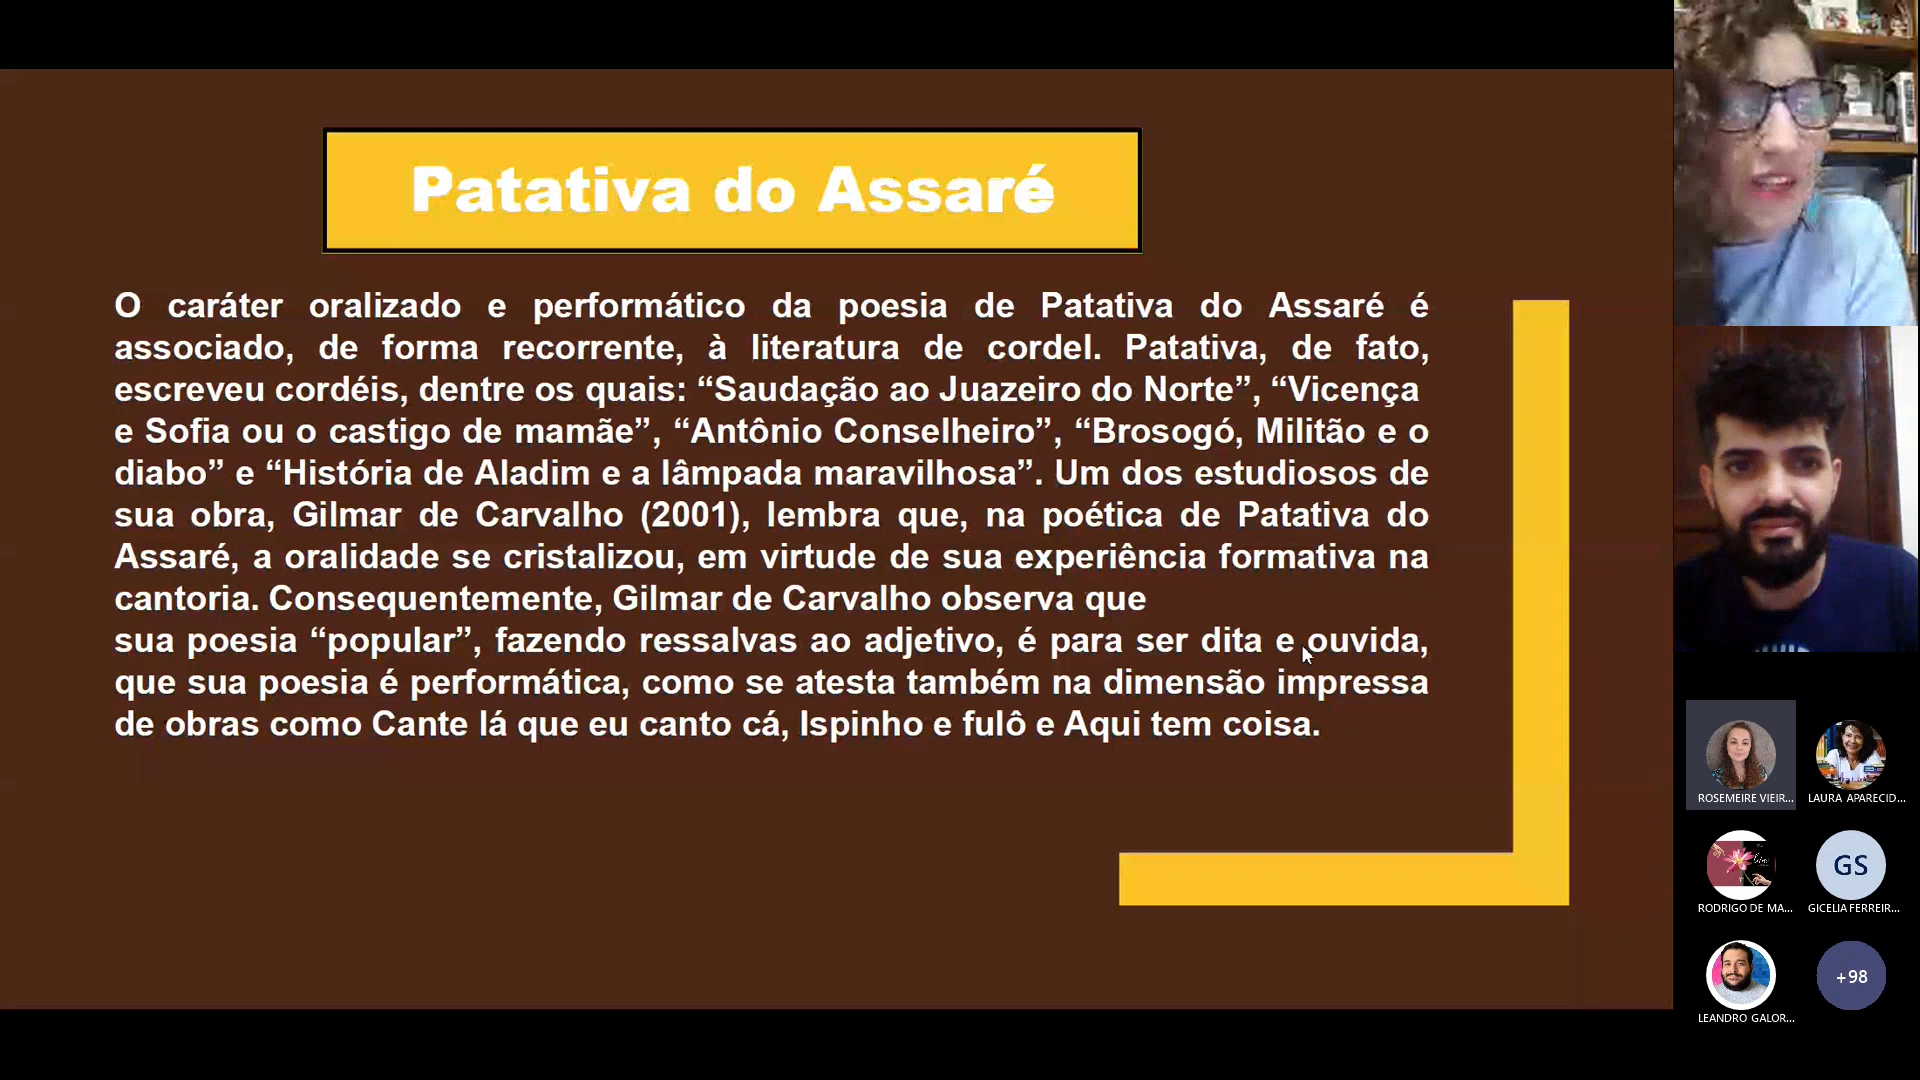 Patativa do Assaré
O caráter oralizado e performático da poesia de Patativa do Assaré é
associado, de forma recorrente, à literatura de cordel. Patativa, de fato,
escreveu cordéis, dentre os quais: “Saudação ao Juazeiro do Norte”, “Vicença
e Sofia ou o castigo de mamãe”, “Antônio Conselheiro”, “Brosogó, Militão e o
diabo” e “História de Aladim e a lâmpada maravilhosa”. Um dos estudiosos de
sua obra, Gilmar de Carvalho (2001), lembra que, na poética de Patativa do
Assaré, a oralidade se cristalizou, em virtude de sua experiência formativa na
cantoria. Consequentemente, Gilmar de Carvalho observa que
sua poesia “popular”, fazendo ressalvas ao adjetivo, é para ser dita e ouvida,
que sua poesia é performática, como se atesta também na dimensão impressa
de obras como Cante lá que eu canto cá, Ispinho e fulô e Aqui tem coisa.
ROSEMEIRE VIEIR...
LAURA APARECID...
RODRIGO DE MA...
GS
GICELIA FERREIR...
LEANDRO GALOR...
+98